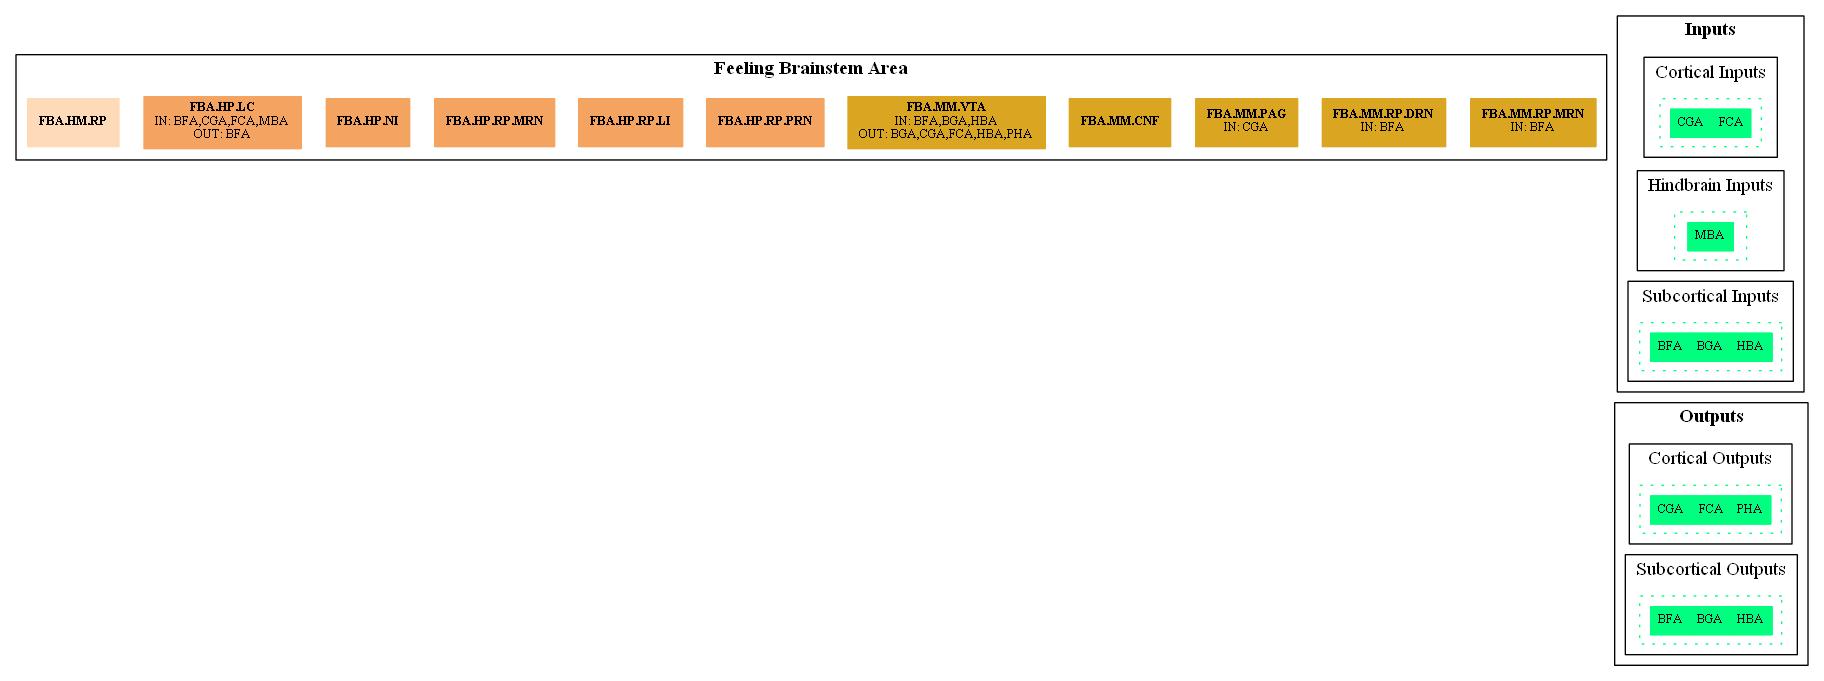 Feeling Brainstem Area
FBA.HM.RP
FBA.HP.LC
IN: BFA,CGA,FCA,MBA
OUT: BFA
FBA.HP.NI
FBA.HP.RP.MRN
FBA.HP.RP.LI
FBA.HP.RP.PRN
FBA.MM.VTA
IN: BFA,BGA,HBA
OUT: BGA,CGA,FCA,HBA,PHA
FBA.MM.CNF
FBA.MM.PAG
IN: CGA
FBA.MM.RP.DRN
IN: BFA
FBA.MM.RP.MRN
IN: BFA
Inputs
Cortical Inputs
CGA FCA
Hindbrain Inputs
MBA
Subcortical Inputs
BFA BGA HBA
Outputs
Cortical Outputs
CGA FCA PHA
Subcortical Outputs
BFA BGA HBA